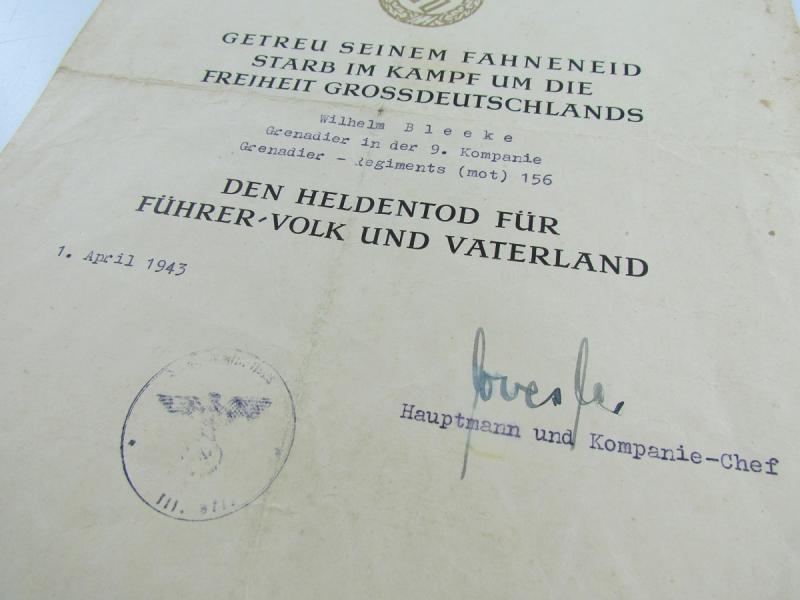 GETREU SEINEM FAHNENEID
STARB IM KAMPF UM DIE
FREIHEIT GROSSDEUTSCHLANDS
Wilhelm Bleeke
Grenadier in der 9. Kompanie
Grenadier - Regiments (mot) 156
DEN HELDENTOD FÜR
FÜHRER-VOLK UND VATERLAND
1. April 1943
Hauptmann und Kompanie-Chef
III.